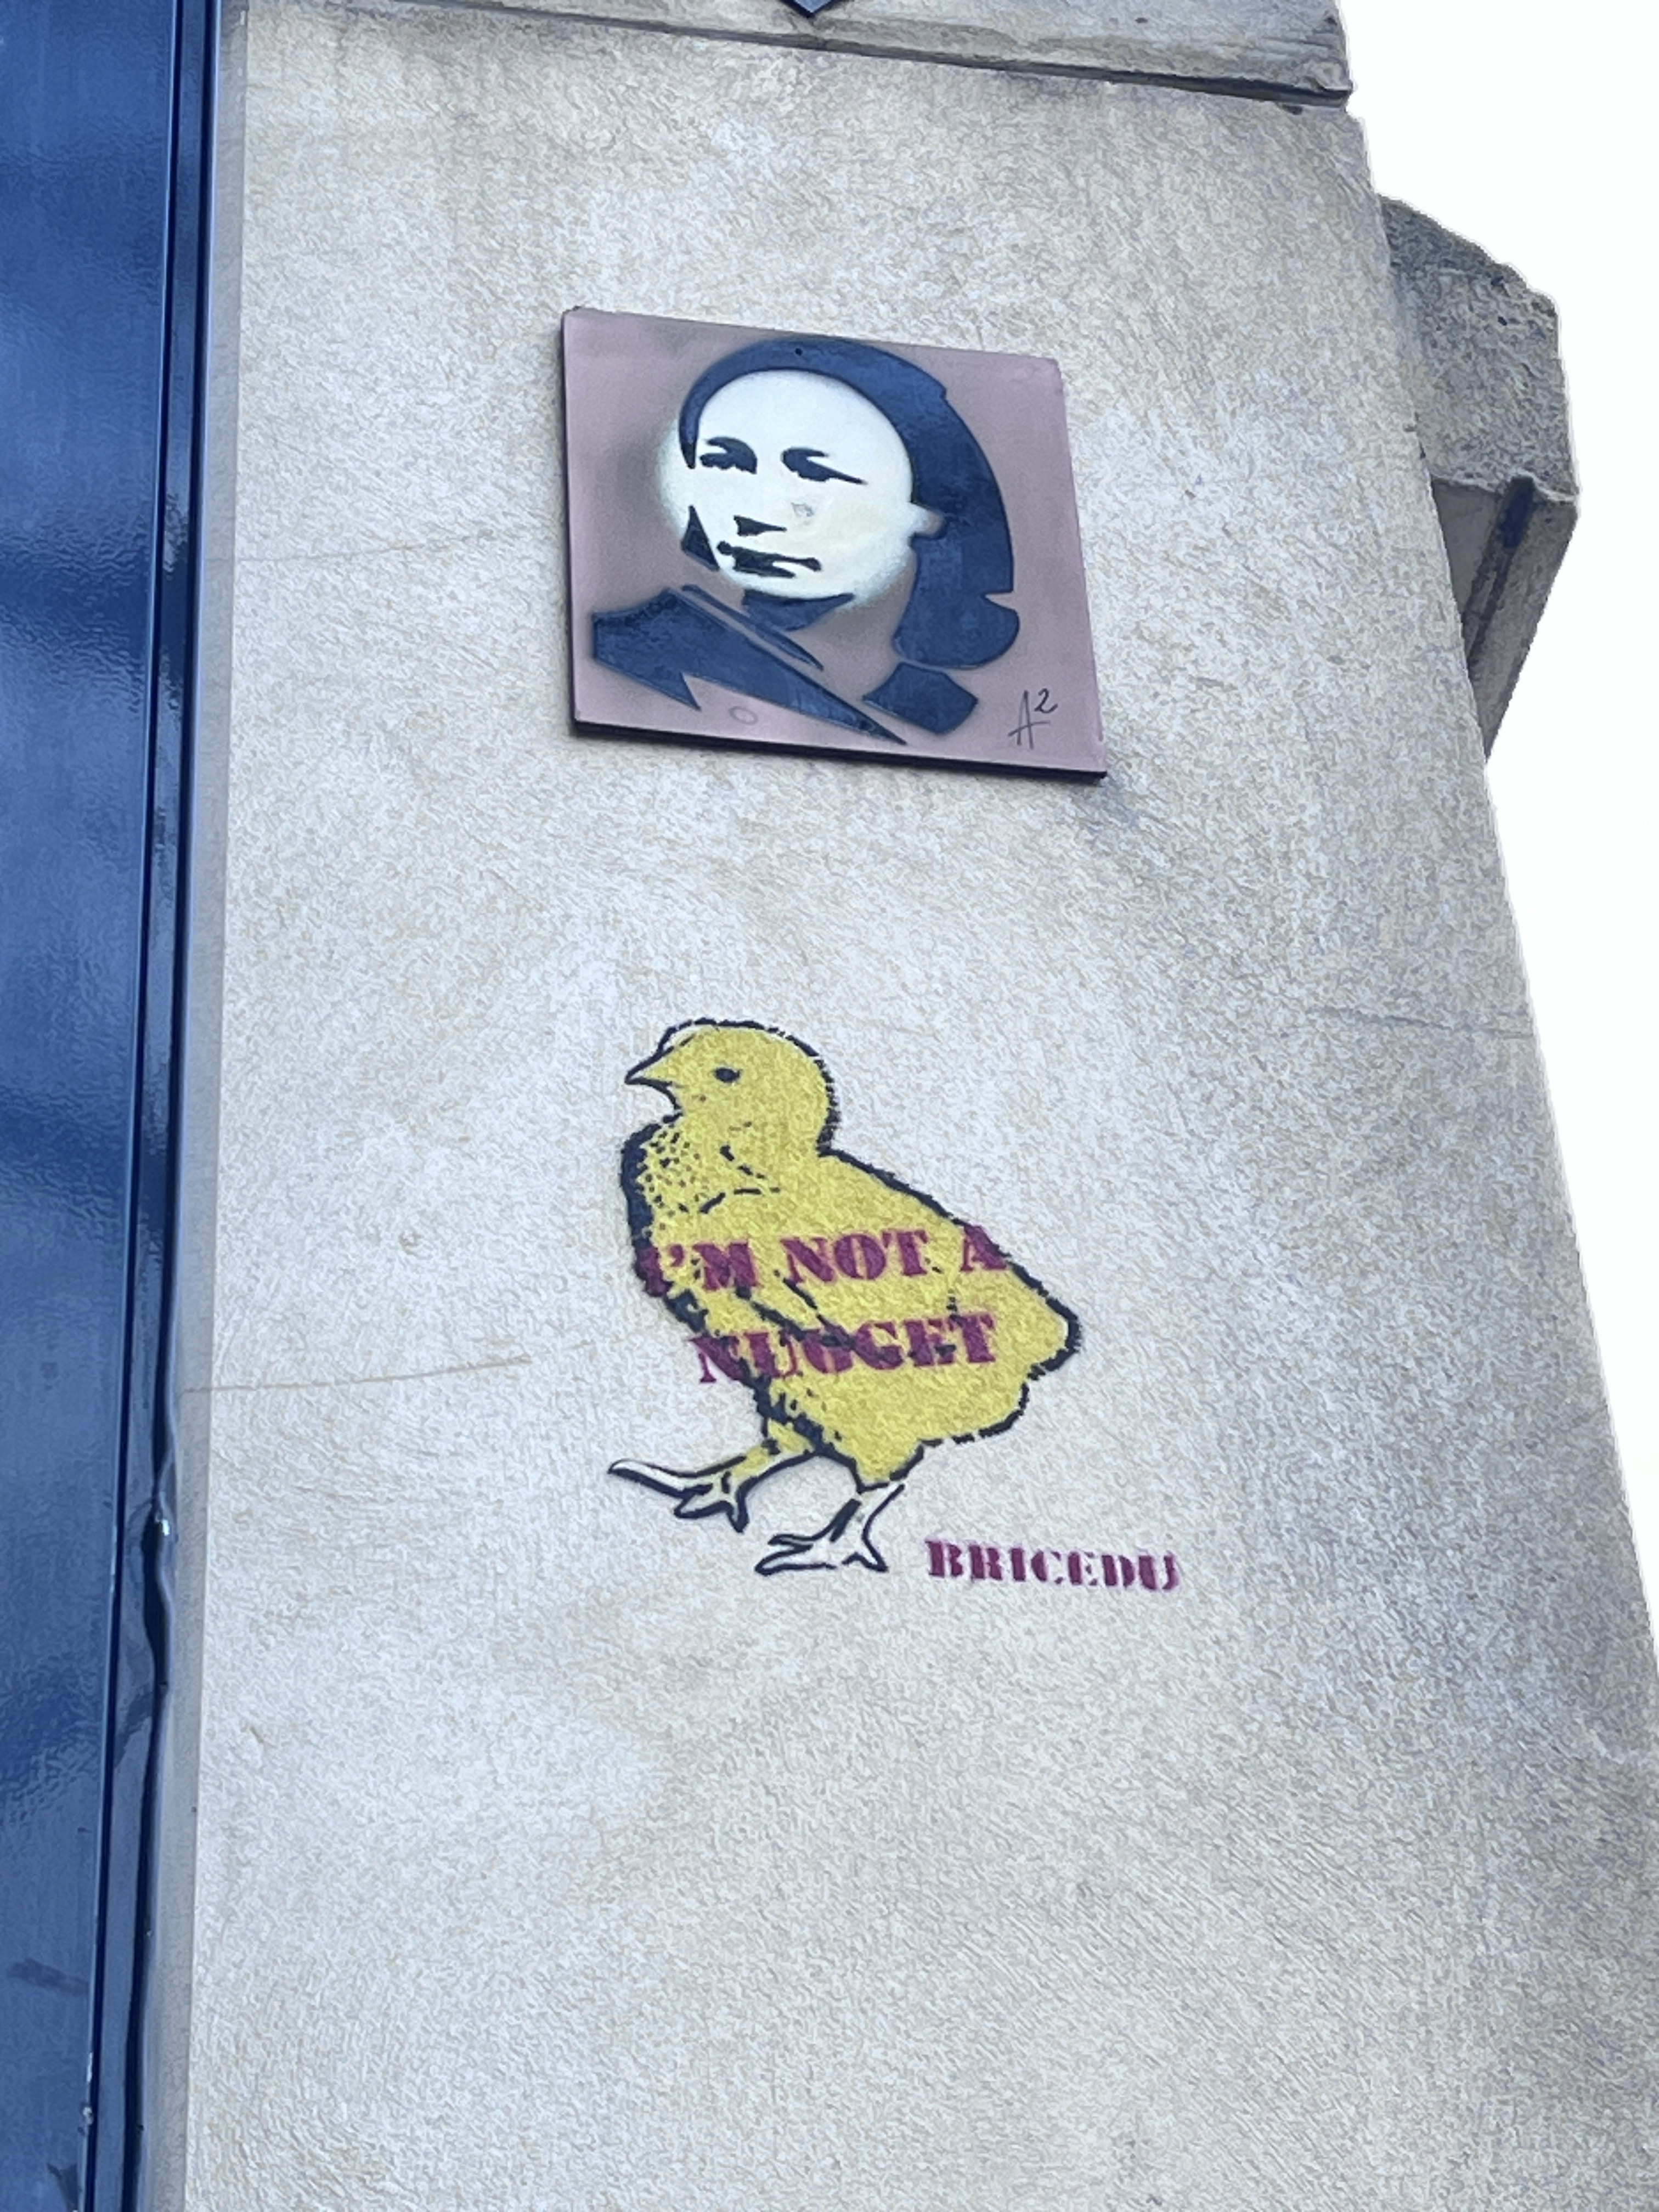 A²
I'M NOT A
NUGGET
BRICEDU